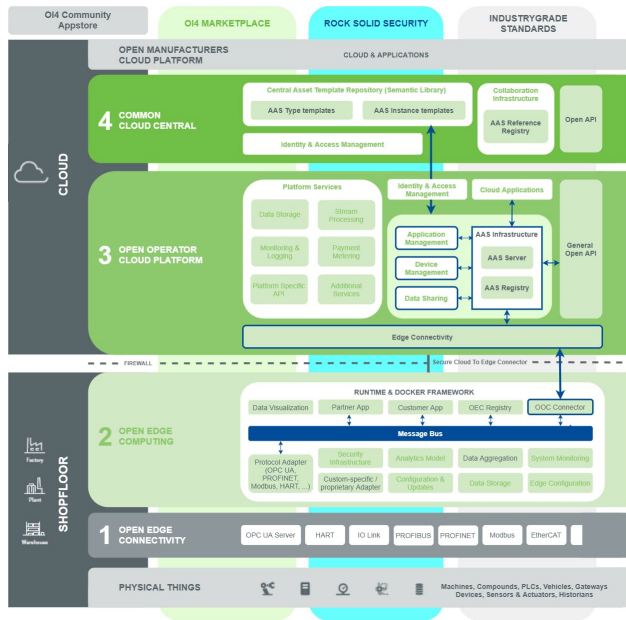 OI4 Community
Appstore
OI4 MARKETPLACE
ROCK SOLID SECURITY
INDUSTRYGRADE
STANDARDS
OPEN MANUFACTURERS
CLOUD PLATFORM
CLOUD & APPLICATIONS
CLOUD
4 COMMON
CLOUD CENTRAL
Central Asset Template Repository (Semantic Library)
AAS Type templates
AAS Instance templates
Identity & Access Management
Collaboration
Infrastructure
AAS Reference
Registry
Open API
3 OPEN OPERATOR
CLOUD PLATFORM
Platform Services
Data Storage
Stream
Processing
Monitoring &
Logging
Payment
Metering
Platform Specific
API
Additional
Services
Identity & Access
Management
Cloud Applications
Application
Management
Device
Management
Data Sharing
AAS Infrastructure
AAS Server
AAS Registry
General
Open API
Edge Connectivity
FIREWALL
Secure Cloud To Edge Connector
SHOPFLOOR
Factory
Plant
Warehouse
2 OPEN EDGE
COMPUTING
RUNTIME & DOCKER FRAMEWORK
Data Visualization
Partner App
Customer App
OEC Registry
OOC Connector
Message Bus
Protocol Adapter
(OPC UA,
PROFINET,
Modbus, HART, ...)
Security
Infrastructure
Analytics Model
Data Aggregation
System Monitoring
Custom-specific /
proprietary Adapter
Configuration &
Updates
Data Storage
Edge Configuration
1 OPEN EDGE
CONNECTIVITY
OPC UA Server
HART
IO Link
PROFIBUS
PROFINET
Modbus
EtherCAT
PHYSICAL THINGS
Machines, Compounds, PLCs, Vehicles, Gateways
Devices, Sensors & Actuators, Historians